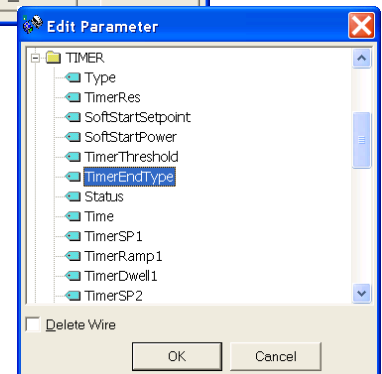 Edit Parameter
TIMER
Type
TimerRes
SoftStartSetpoint
SoftStartPower
TimerThreshold
TimerEndType
Status
Time
TimerSP1
TimerRamp1
TimerDwell1
TimerSP2
Delete Wire
OK Cancel